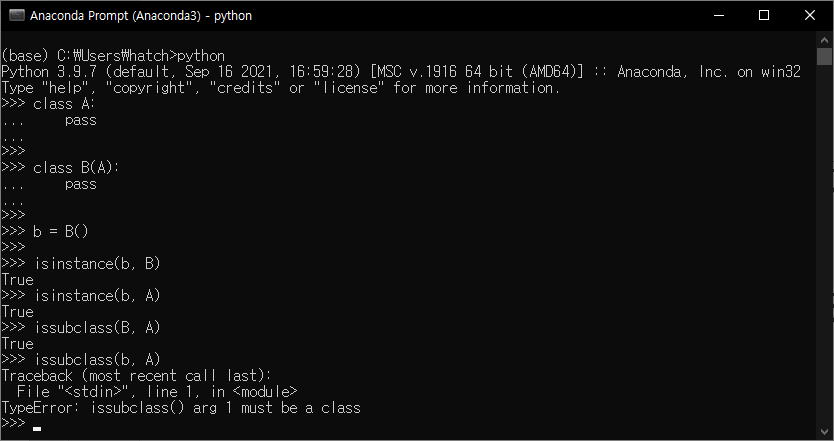 Anaconda Prompt (Anaconda3) - python
(base) C:₩Users₩hatch>python
Python 3.9.7 (default, Sep 16 2021, 16:59:28) [MSC v.1916 64 bit (AMD64)] :: Anaconda, Inc. on win32
Type "help", "copyright", "credits" or "license" for more information.
>>> class A:
...     pass
...
>>>
>>> class B(A):
...     pass
...
>>>
>>> b = B()
>>>
>>> isinstance(b, B)
True
>>> isinstance(b, A)
True
>>> issubclass(B, A)
True
>>> issubclass(b, A)
Traceback (most recent call last):
  File "<stdin>", line 1, in <module>
TypeError: issubclass() arg 1 must be a class
>>>